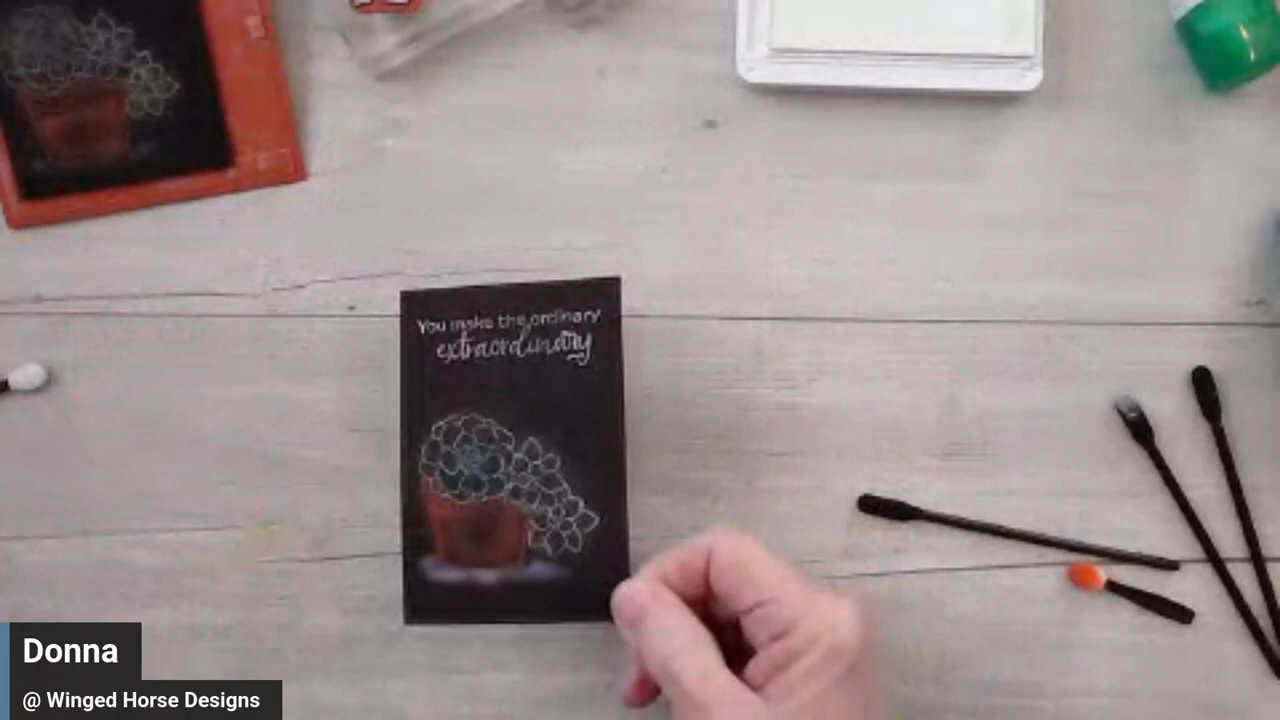 You make the ordinary
extraordinary
Donna
@ Winged Horse Designs